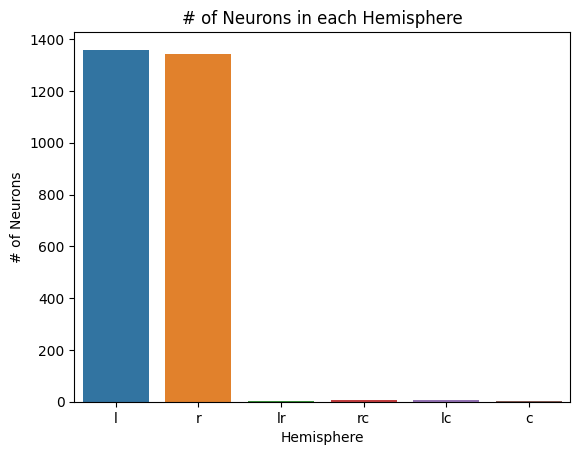 # of Neurons in each Hemisphere
1400
1200
1000
800
600
400
200
0
# of Neurons
l r lr rc lc c
Hemisphere